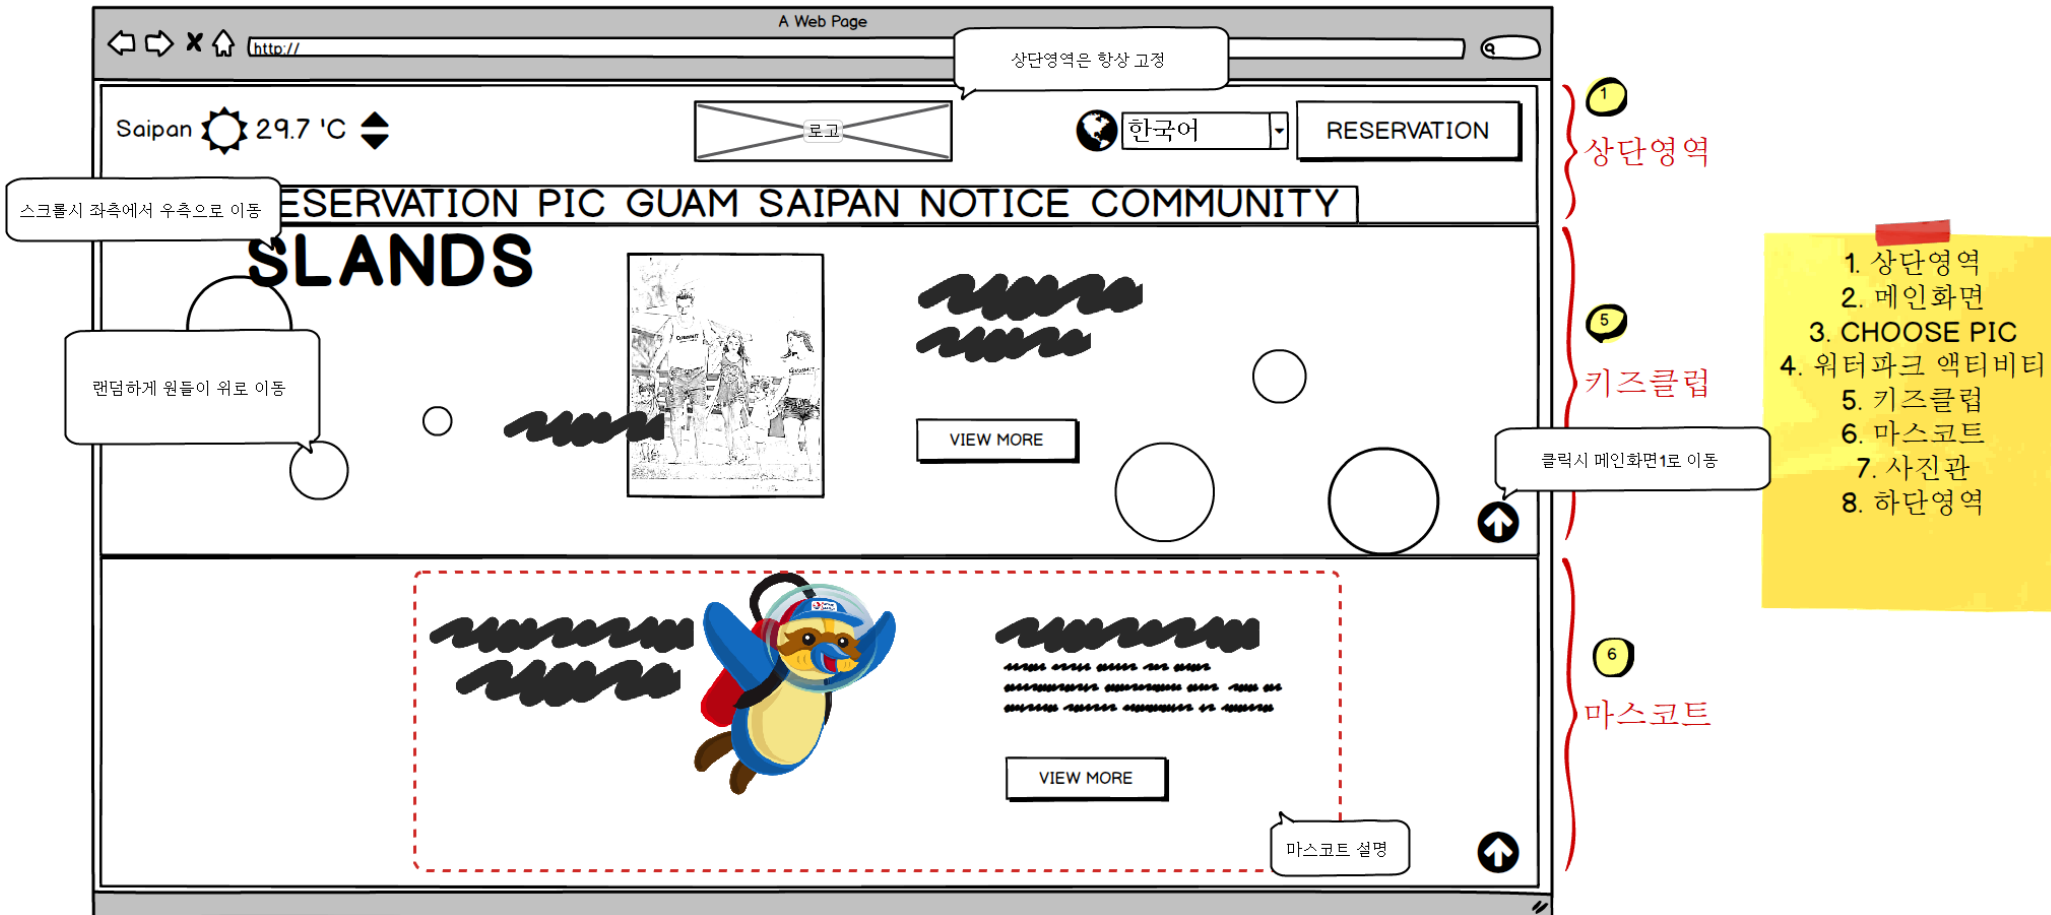 A Web Page
http://
상단영역은 항상 고정
Saipan 29.7 'C
로고
한국어
RESERVATION
1
상단영역
스크롤시 좌측에서 우측으로 이동
ESERVATION PIC GUAM SAIPAN NOTICE COMMUNITY
SLANDS
랜덤하게 원들이 위로 이동
VIEW MORE
5
키즈클럽
클릭시 메인화면1로 이동
1. 상단영역
2. 메인화면
3. CHOOSE PIC
4. 워터파크 액티비티
5. 키즈클럽
6. 마스코트
7. 사진관
8. 하단영역
VIEW MORE
마스코트 설명
6
마스코트